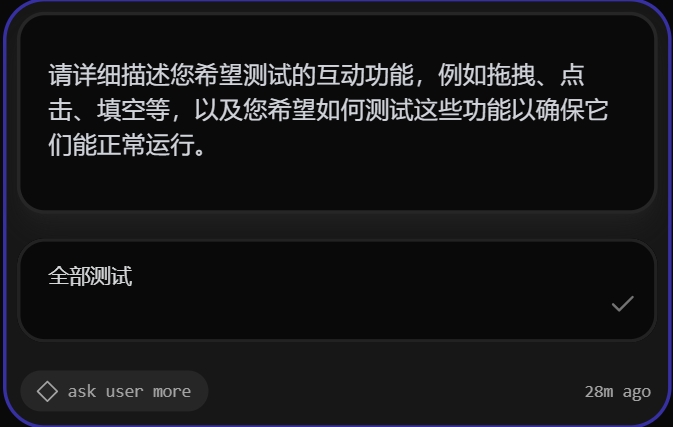 请详细描述您希望测试的互动功能，例如拖拽、点
击、填空等，以及您希望如何测试这些功能以确保它
们能正常运行。
全部测试
ask user more
28m ago